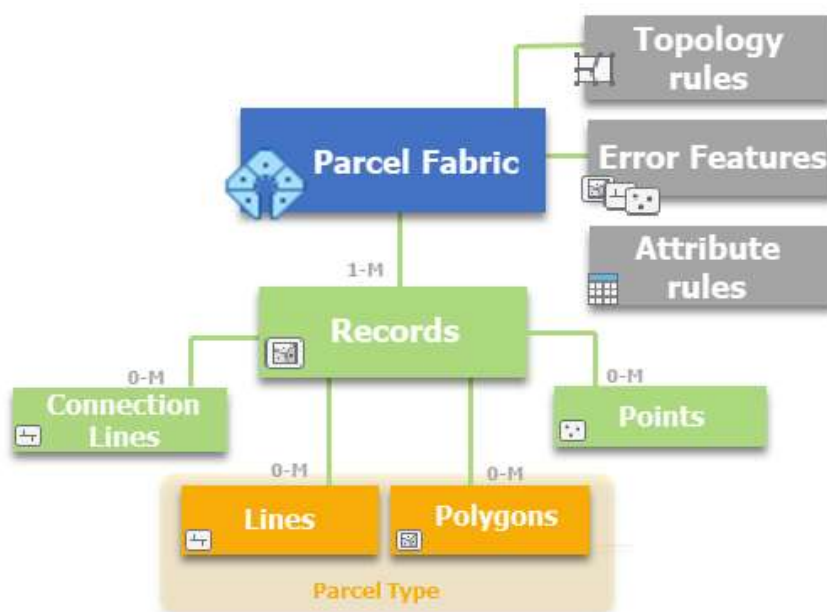 Topology
rules
Parcel Fabric
Error Features
Attribute
rules
1-M
Records
0-M
0-M
Connection
Lines
Points
0-M
0-M
Lines
Polygons
Parcel Type